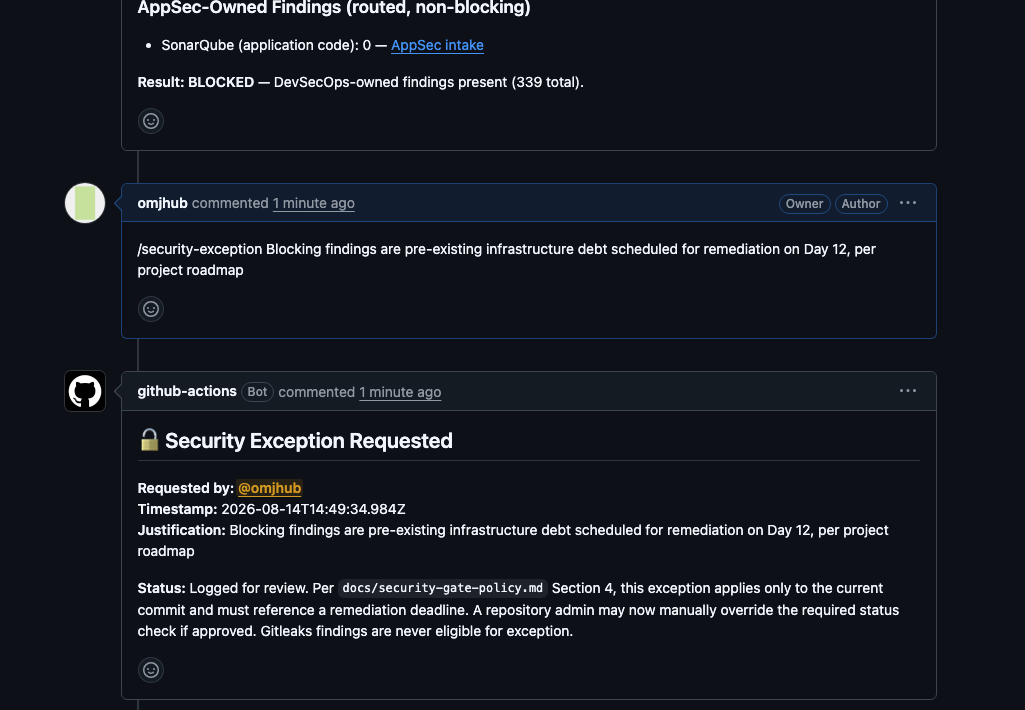 AppSec-Owned Findings (routed, non-blocking)
• SonarQube (application code): 0 — AppSec intake
Result: BLOCKED — DevSecOps-owned findings present (339 total).
omjhub commented 1 minute ago Owner Author ...
/security-exception Blocking findings are pre-existing infrastructure debt scheduled for remediation on Day 12, per
project roadmap
github-actions Bot commented 1 minute ago ...
Security Exception Requested
Requested by: @omjhub
Timestamp: 2026-08-14T14:49:34.984Z
Justification: Blocking findings are pre-existing infrastructure debt scheduled for remediation on Day 12, per project
roadmap
Status: Logged for review. Per docs/security-gate-policy.md Section 4, this exception applies only to the current
commit and must reference a remediation deadline. A repository admin may now manually override the required status
check if approved. Gitleaks findings are never eligible for exception.